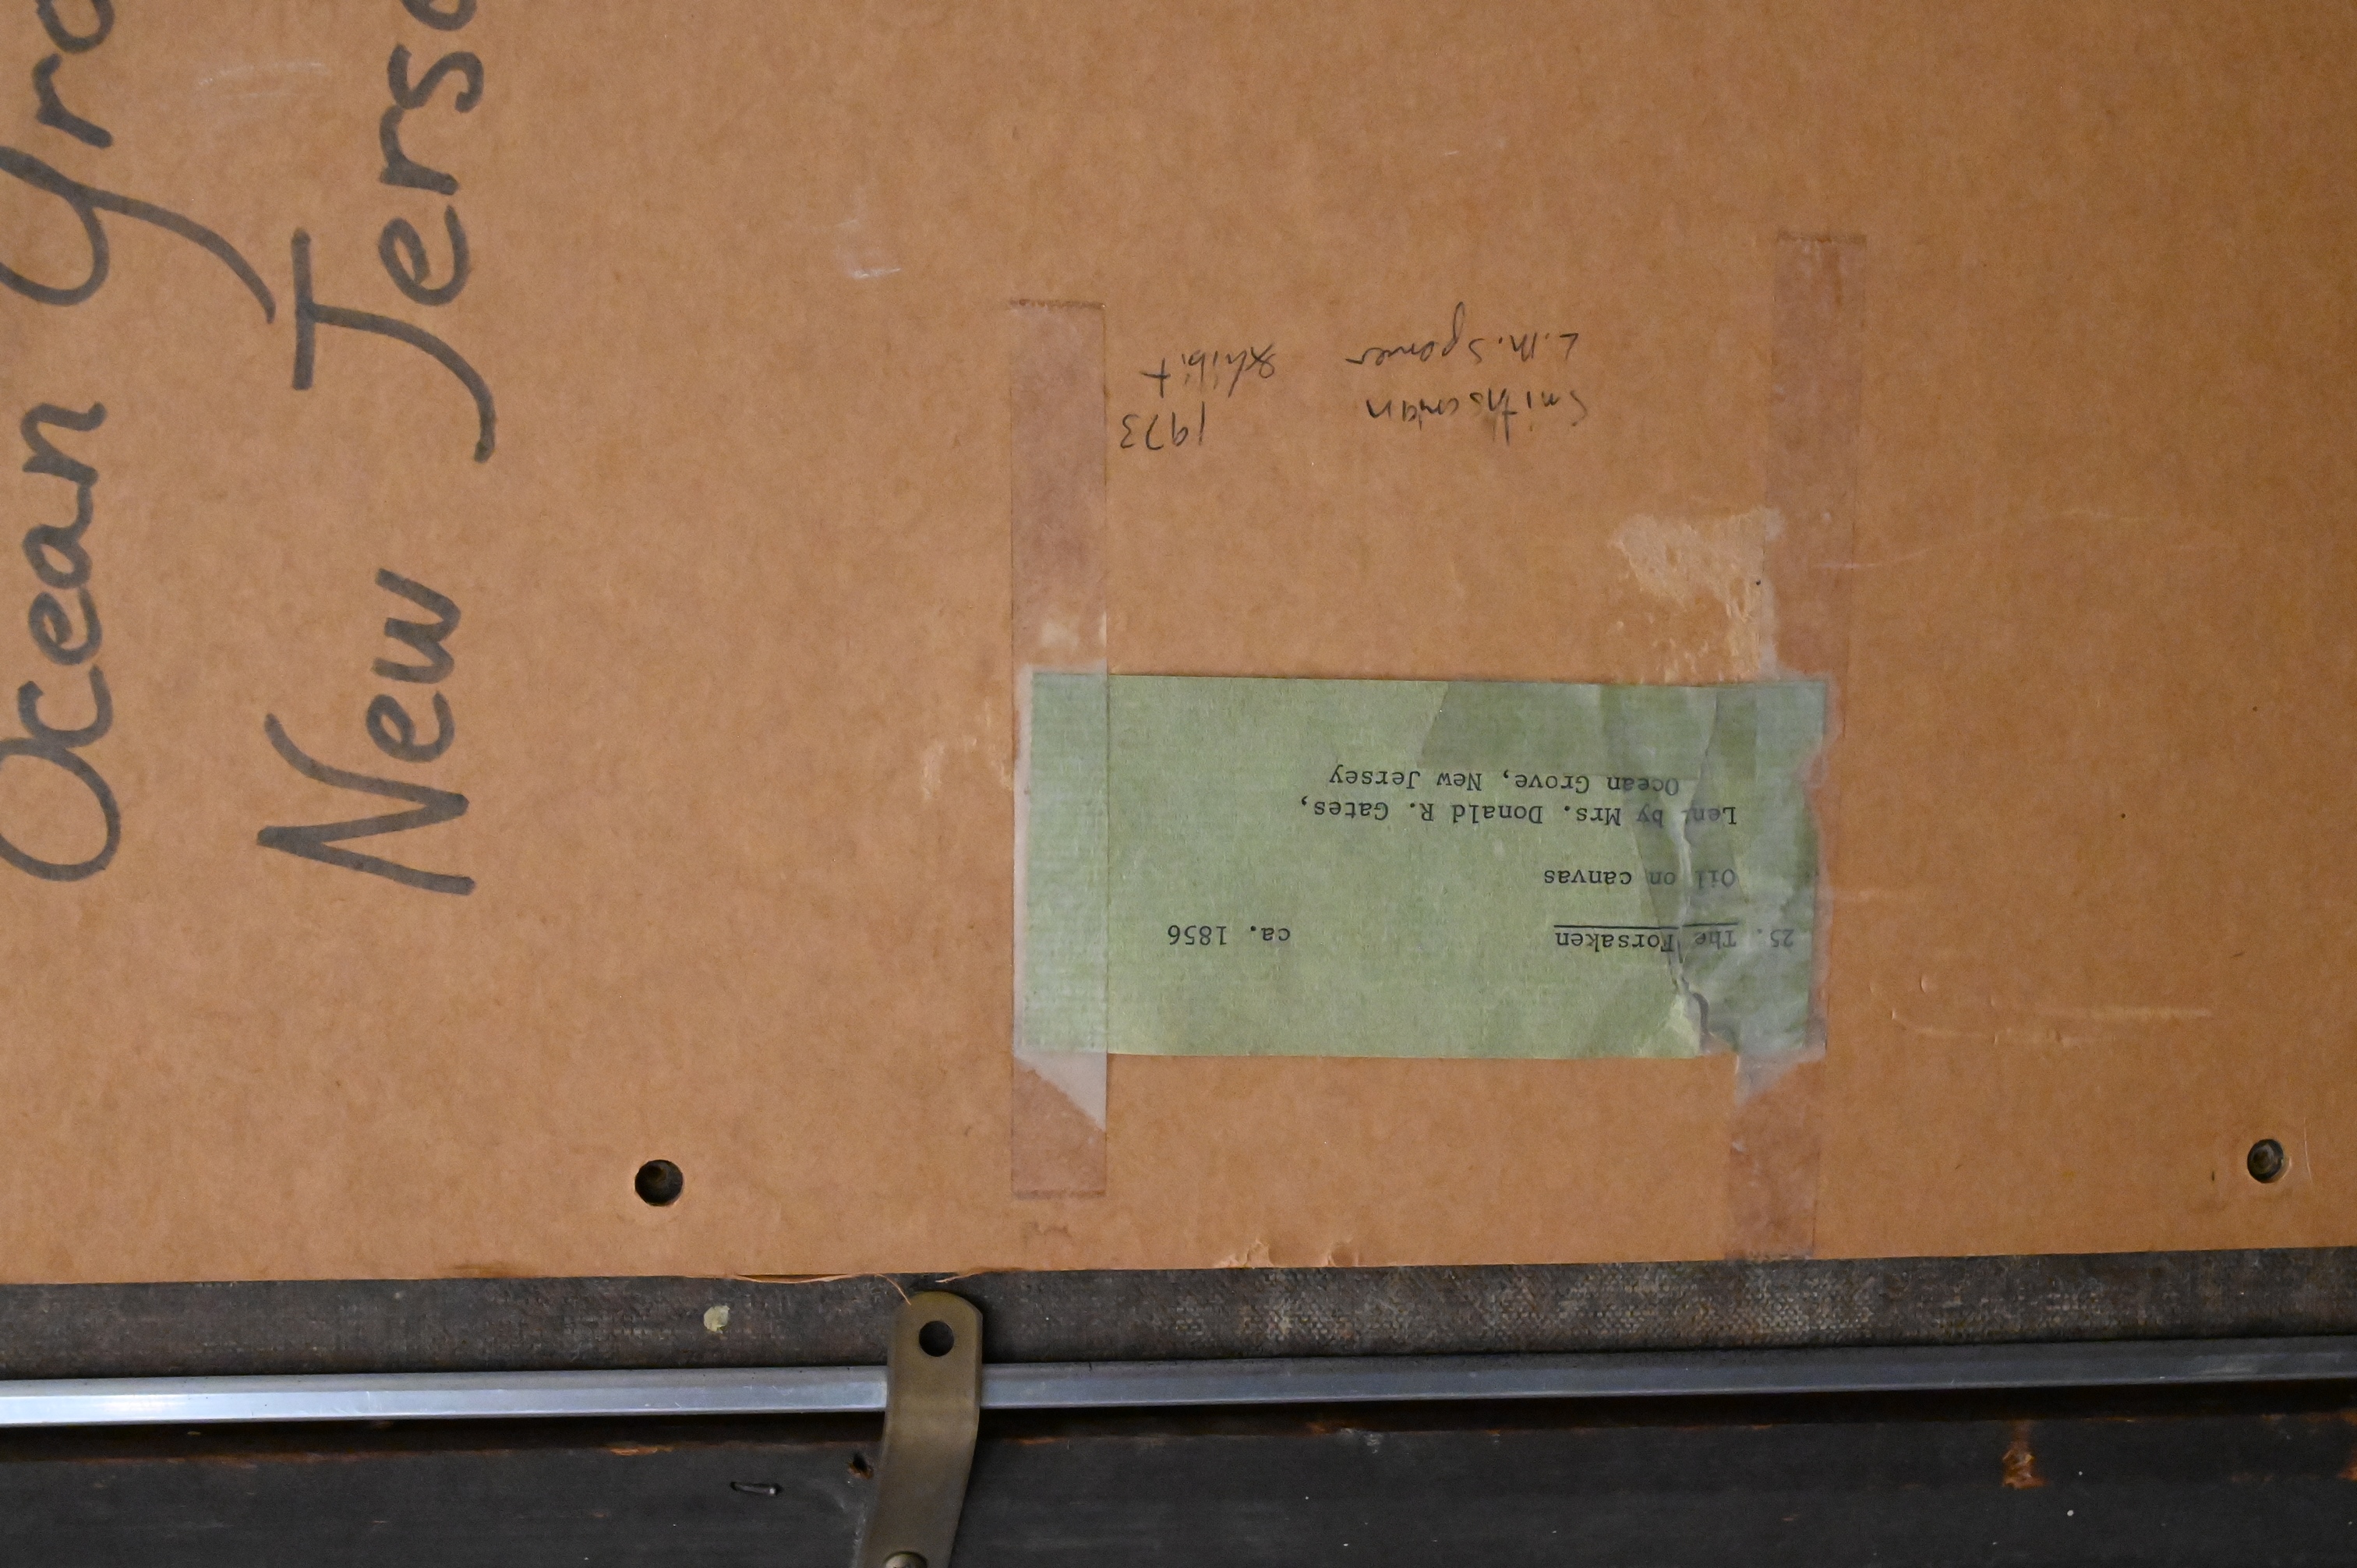 Ocean Gro
New Jerse
25. The Forsaken ca. 1856
Oil on canvas
Lent by Mrs. Donald R. Gates,
Ocean Grove, New Jersey
Smithsonian 1973
L.M. Spencer Exhibit